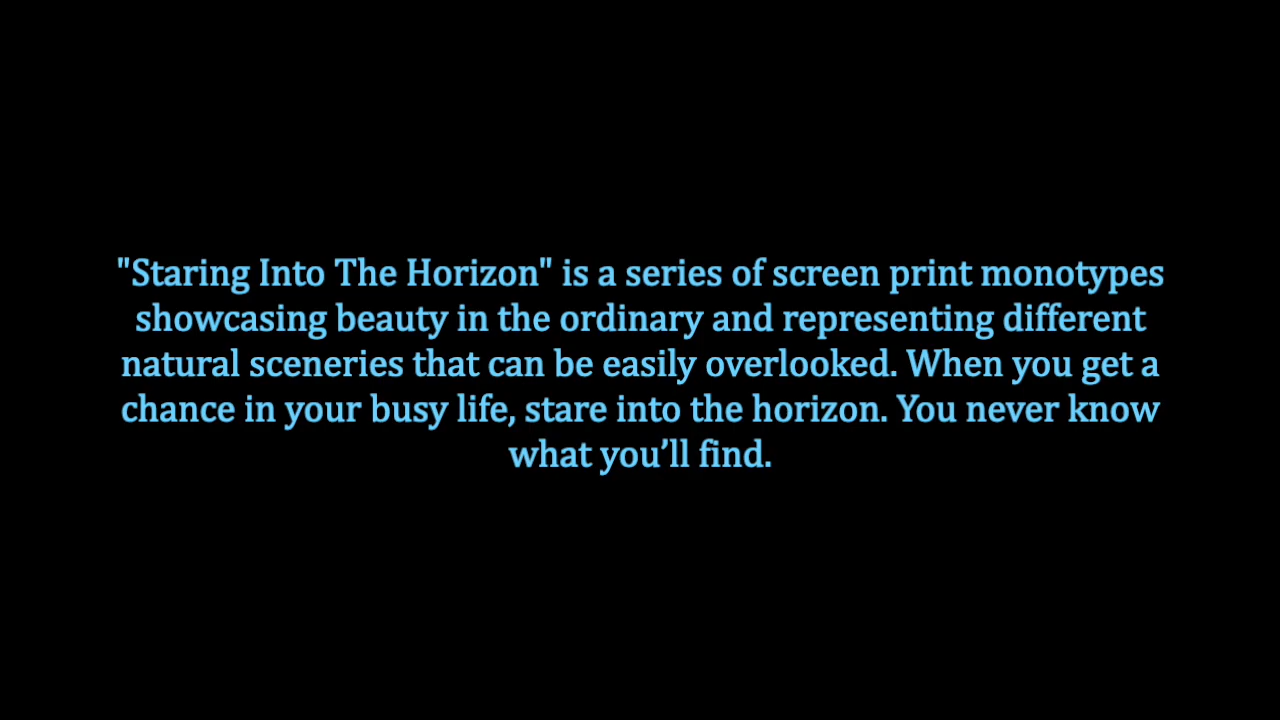 "Staring Into The Horizon" is a series of screen print monotypes
showcasing beauty in the ordinary and representing different
natural sceneries that can be easily overlooked. When you get a
chance in your busy life, stare into the horizon. You never know
what you’ll find.